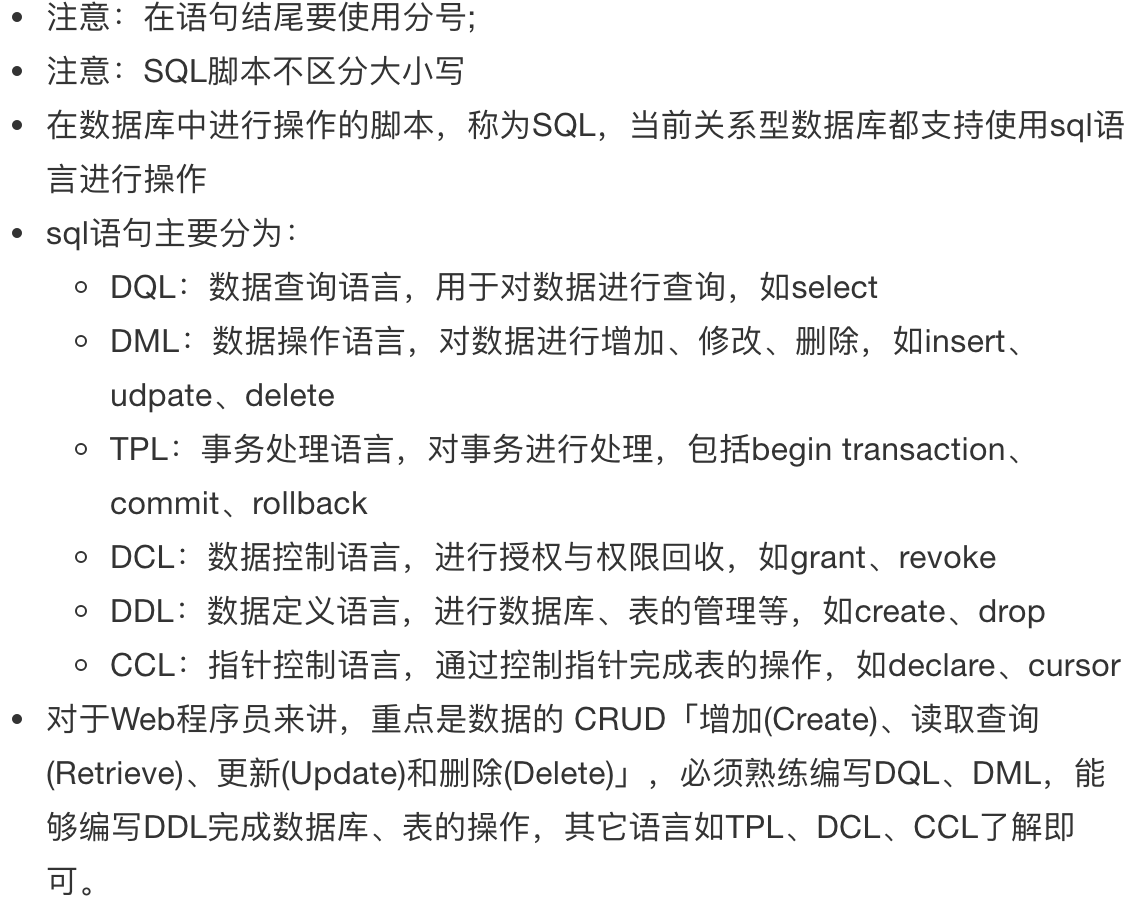 注意：在语句结尾要使用分号;
注意：SQL脚本不区分大小写
在数据库中进行操作的脚本，称为SQL，当前关系型数据库都支持使用sql语
言进行操作
sql语句主要分为：
DQL：数据查询语言，用于对数据进行查询，如select
DML：数据操作语言，对数据进行增加、修改、删除，如insert、
udpate、delete
TPL：事务处理语言，对事务进行处理，包括begin transaction、
commit、rollback
DCL：数据控制语言，进行授权与权限回收，如grant、revoke
DDL：数据定义语言，进行数据库、表的管理等，如create、drop
CCL：指针控制语言，通过控制指针完成表的操作，如declare、cursor
对于Web程序员来讲，重点是数据的 CRUD「增加(Create)、读取查询
(Retrieve)、更新(Update)和删除(Delete)」，必须熟练编写DQL、DML，能
够编写DDL完成数据库、表的操作，其它语言如TPL、DCL、CCL了解即
可。